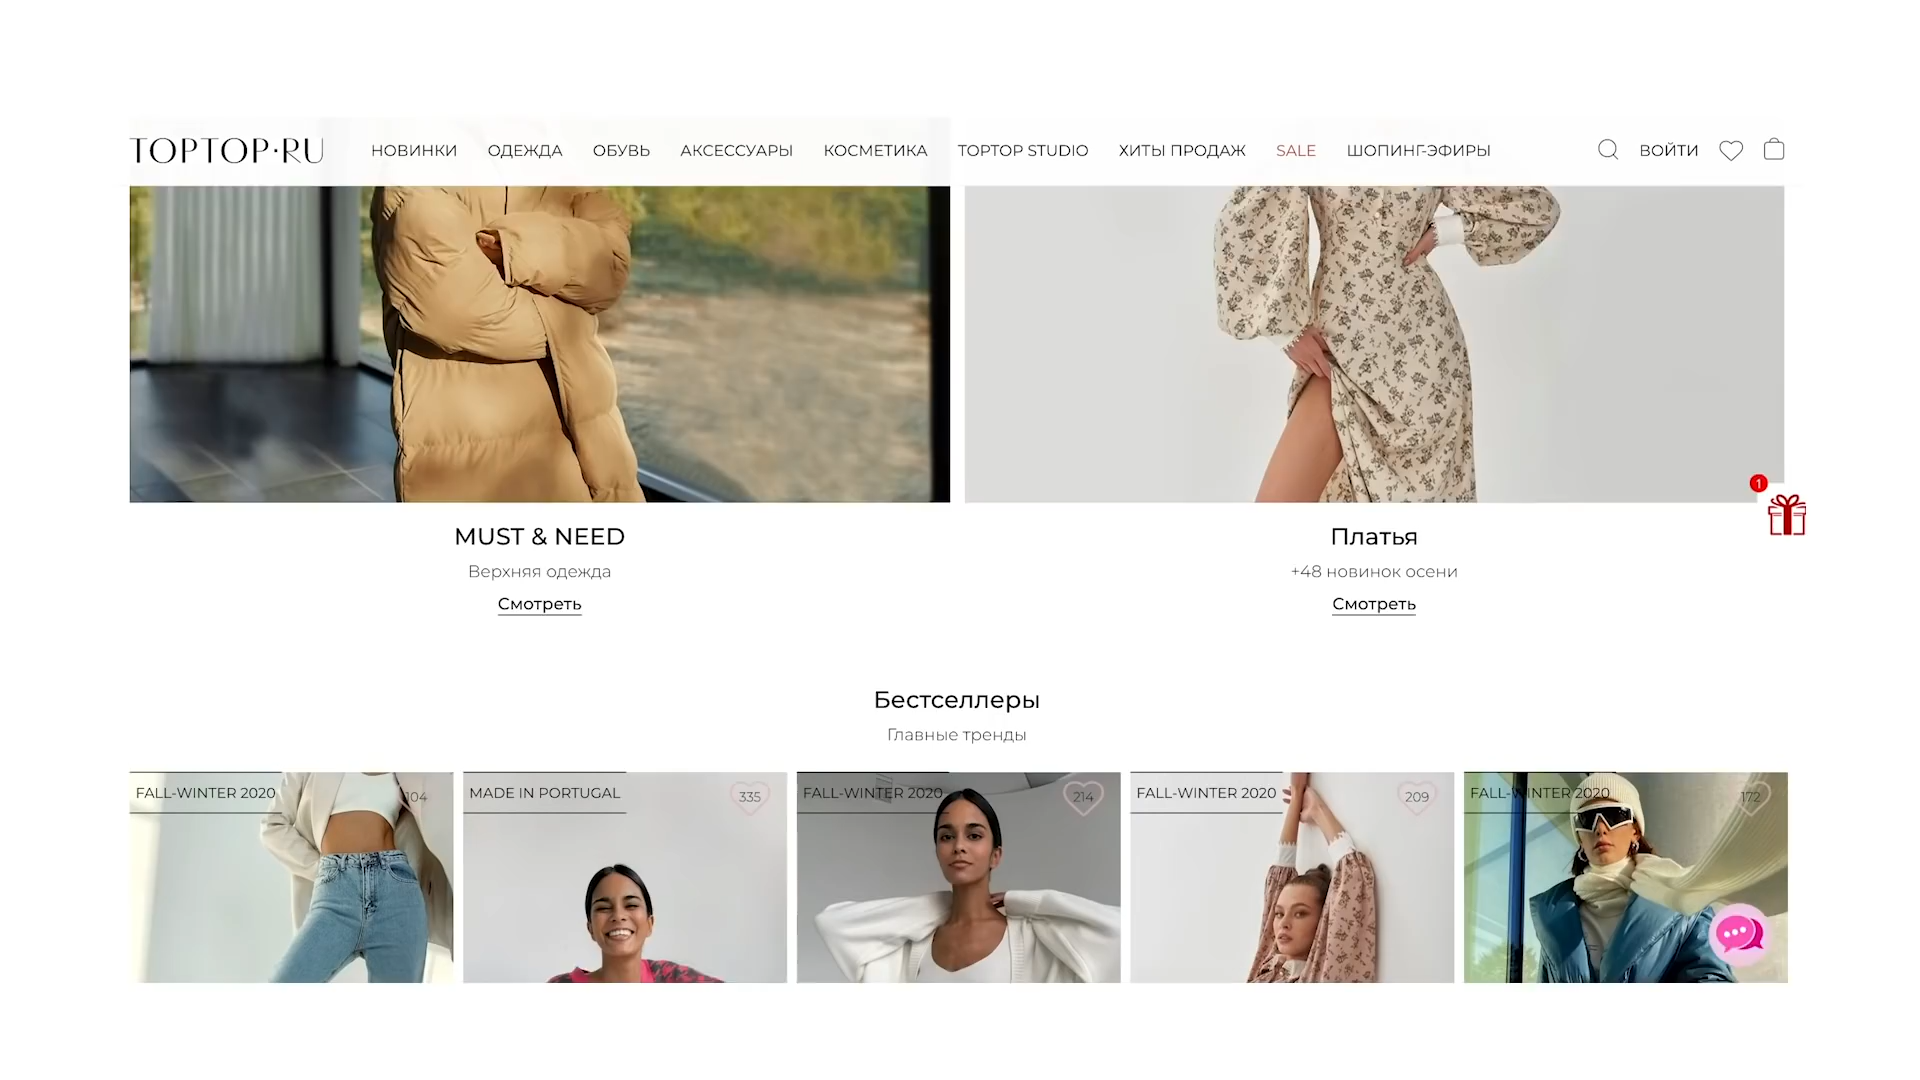 TOPTOP·RU НОВИНКИ ОДЕЖДА ОБУВЬ АКСЕССУАРЫ КОСМЕТИКА TOPTOP STUDIO ХИТЫ ПРОДАЖ SALE ШОПИНГ-ЭФИРЫ ВОЙТИ
1
MUST & NEED
Верхняя одежда
Смотреть
Платья
+48 новинок осени
Смотреть
Бестселлеры
Главные тренды
FALL-WINTER 2020 104
MADE IN PORTUGAL 335
FALL-WINTER 2020 214
FALL-WINTER 2020 209
FALL-WINTER 2020 172